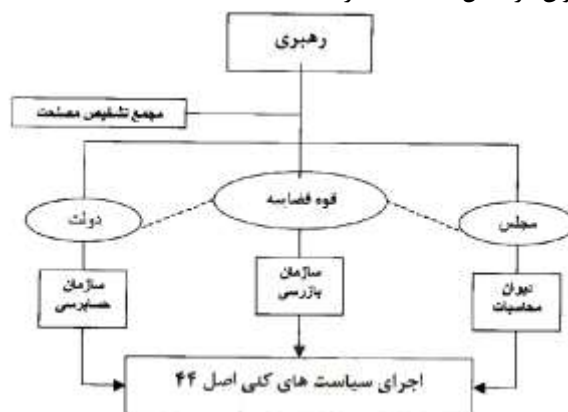 رهبری
مجمع تشخیص مصلحت
قوه قضاییه
دولت
مجلس
سازمان
حسابرسی
سازمان
بازرسی
دیوان
محاسبات
اجرای سیاست های کلی اصل ۴۴